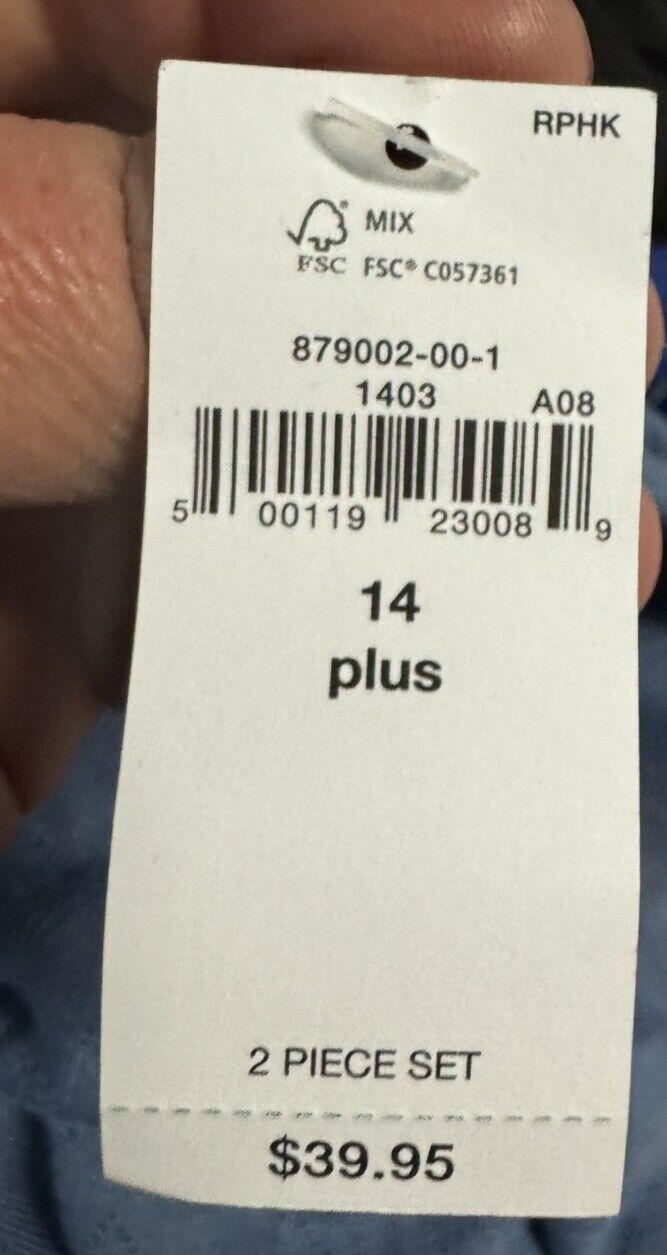 RPHK
MIX
FSC FSC® C057361
879002-00-1
1403 A08
5 00119 23008 9
14
plus
2 PIECE SET
$39.95